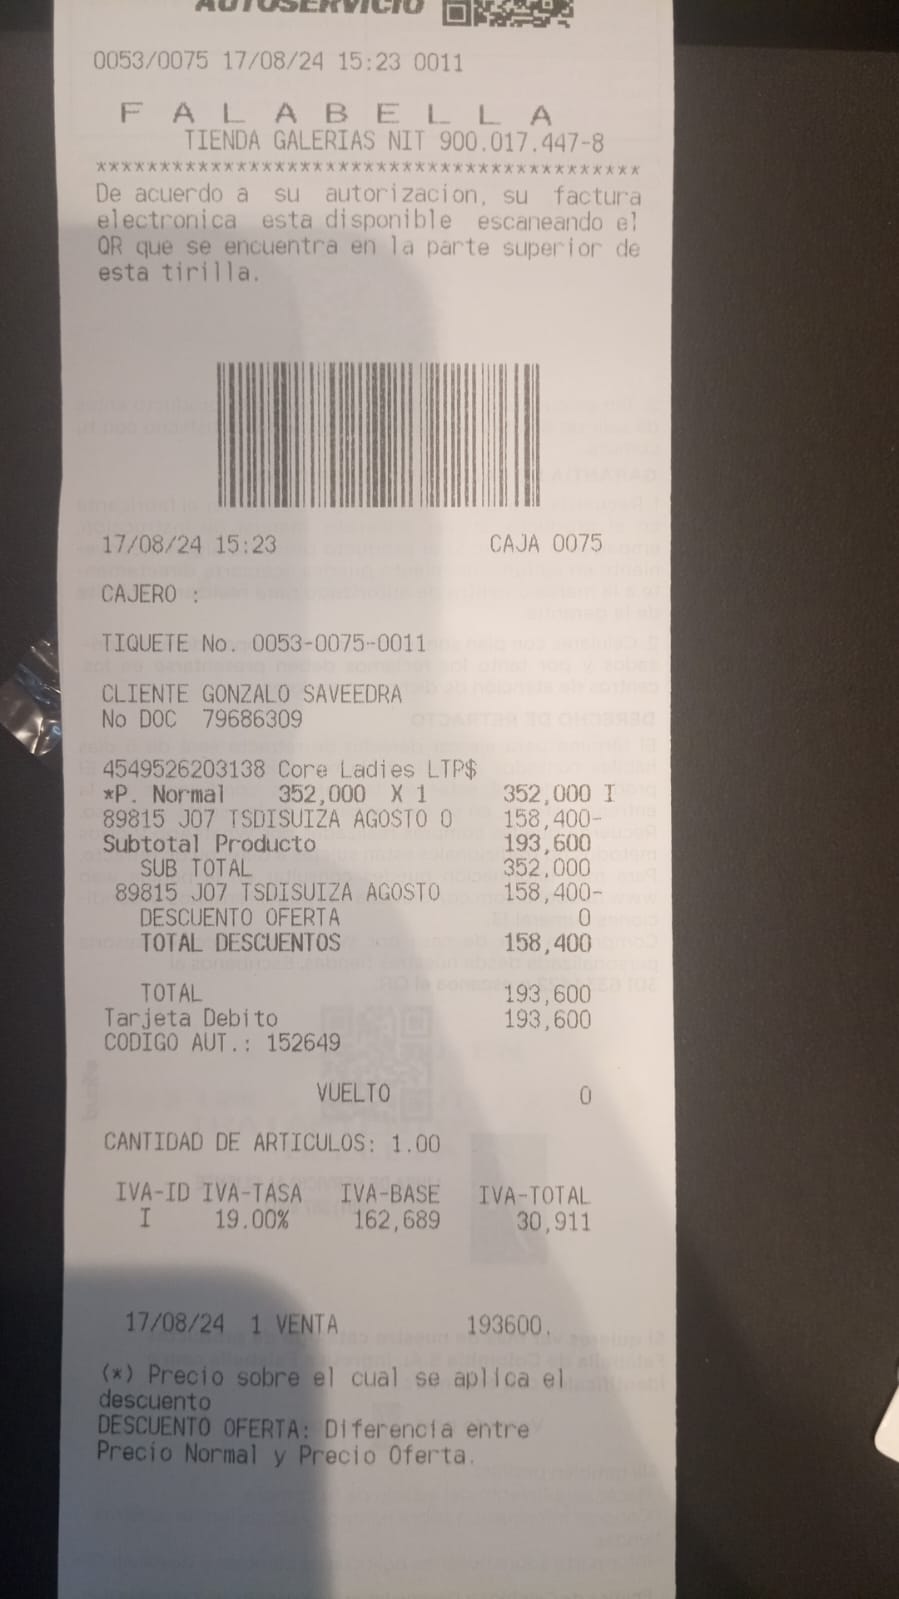 AUTOSERVICIO
0053/0075 17/08/24 15:23 0011
F A L A B E L L A
TIENDA GALERIAS NIT 900.017.447-8
*******************************************
De acuerdo a su autorizacion, su factura
electronica esta disponible escaneando el
QR que se encuentra en la parte superior de
esta tirilla.
17/08/24 15:23 CAJA 0075
CAJERO :
TIQUETE No. 0053-0075-0011
CLIENTE GONZALO SAVEEDRA
No DOC 79686309
4549526203138 Core Ladies LTP$
*P. Normal 352,000 X 1 352,000 I
89815 J07 TSDISUIZA AGOSTO 0 158,400-
Subtotal Producto 193,600
SUB TOTAL 352,000
89815 J07 TSDISUIZA AGOSTO 158,400-
DESCUENTO OFERTA 0
TOTAL DESCUENTOS 158,400
TOTAL 193,600
Tarjeta Debito 193,600
CODIGO AUT.: 152649
VUELTO 0
CANTIDAD DE ARTICULOS: 1.00
IVA-ID IVA-TASA IVA-BASE IVA-TOTAL
I 19.00% 162,689 30,911
17/08/24 1 VENTA 193600.
(*) Precio sobre el cual se aplica el
descuento
DESCUENTO OFERTA: Diferencia entre
Precio Normal y Precio Oferta.